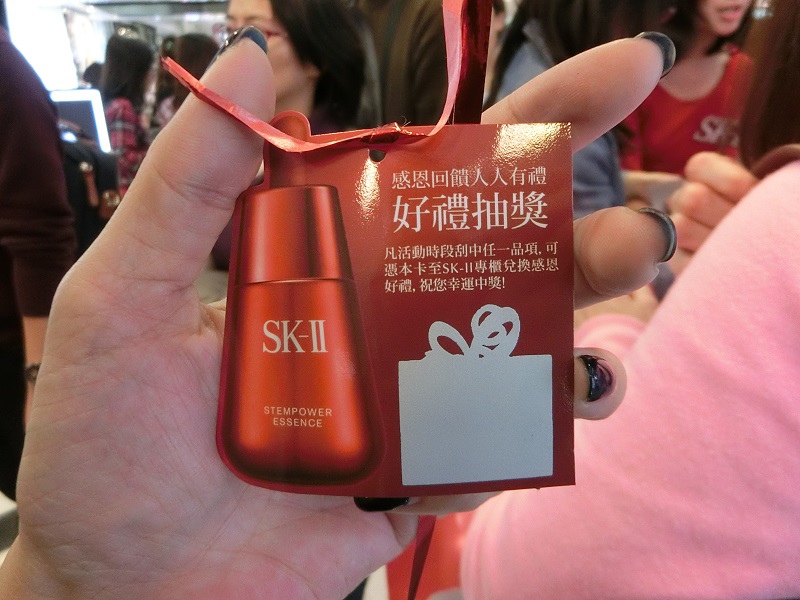 感恩回饋人人有禮
好禮抽獎
凡活動時段刮中任一品項, 可
憑本卡至SK-II專櫃兌換感恩
好禮, 祝您幸運中獎!
SK-II
STEMPOWER
ESSENCE
SK